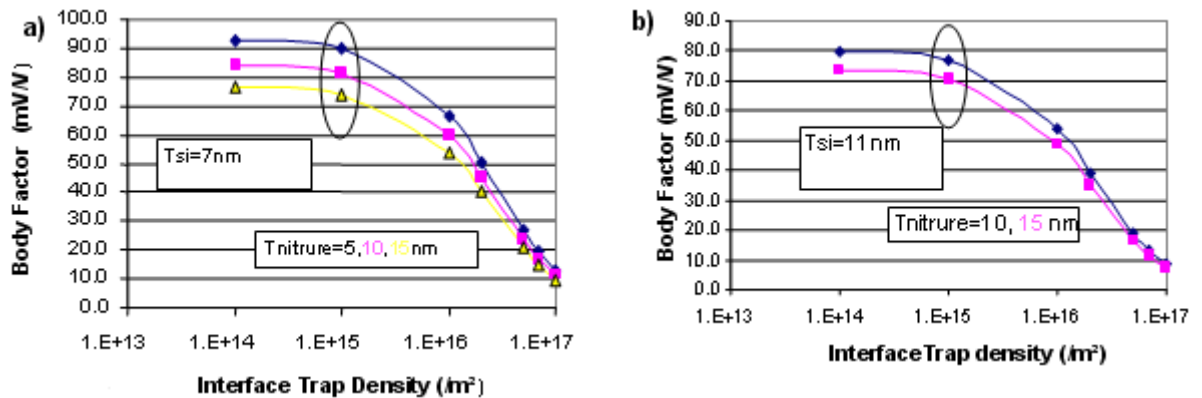 a)
Body Factor (mV/V)
100.0
90.0
80.0
70.0
60.0
50.0
40.0
30.0
20.0
10.0
0.0
Tsi=7nm
Tnitrure=5,10,15nm
1.E+13 1.E+14 1.E+15 1.E+16 1.E+17
Interface Trap Density (/m²)
b)
Body Factor (mV/V)
90.0
80.0
70.0
60.0
50.0
40.0
30.0
20.0
10.0
0.0
Tsi=11nm
Tnitrure=10, 15 nm
1.E+13 1.E+14 1.E+15 1.E+16 1.E+17
Interface Trap density (/m²)